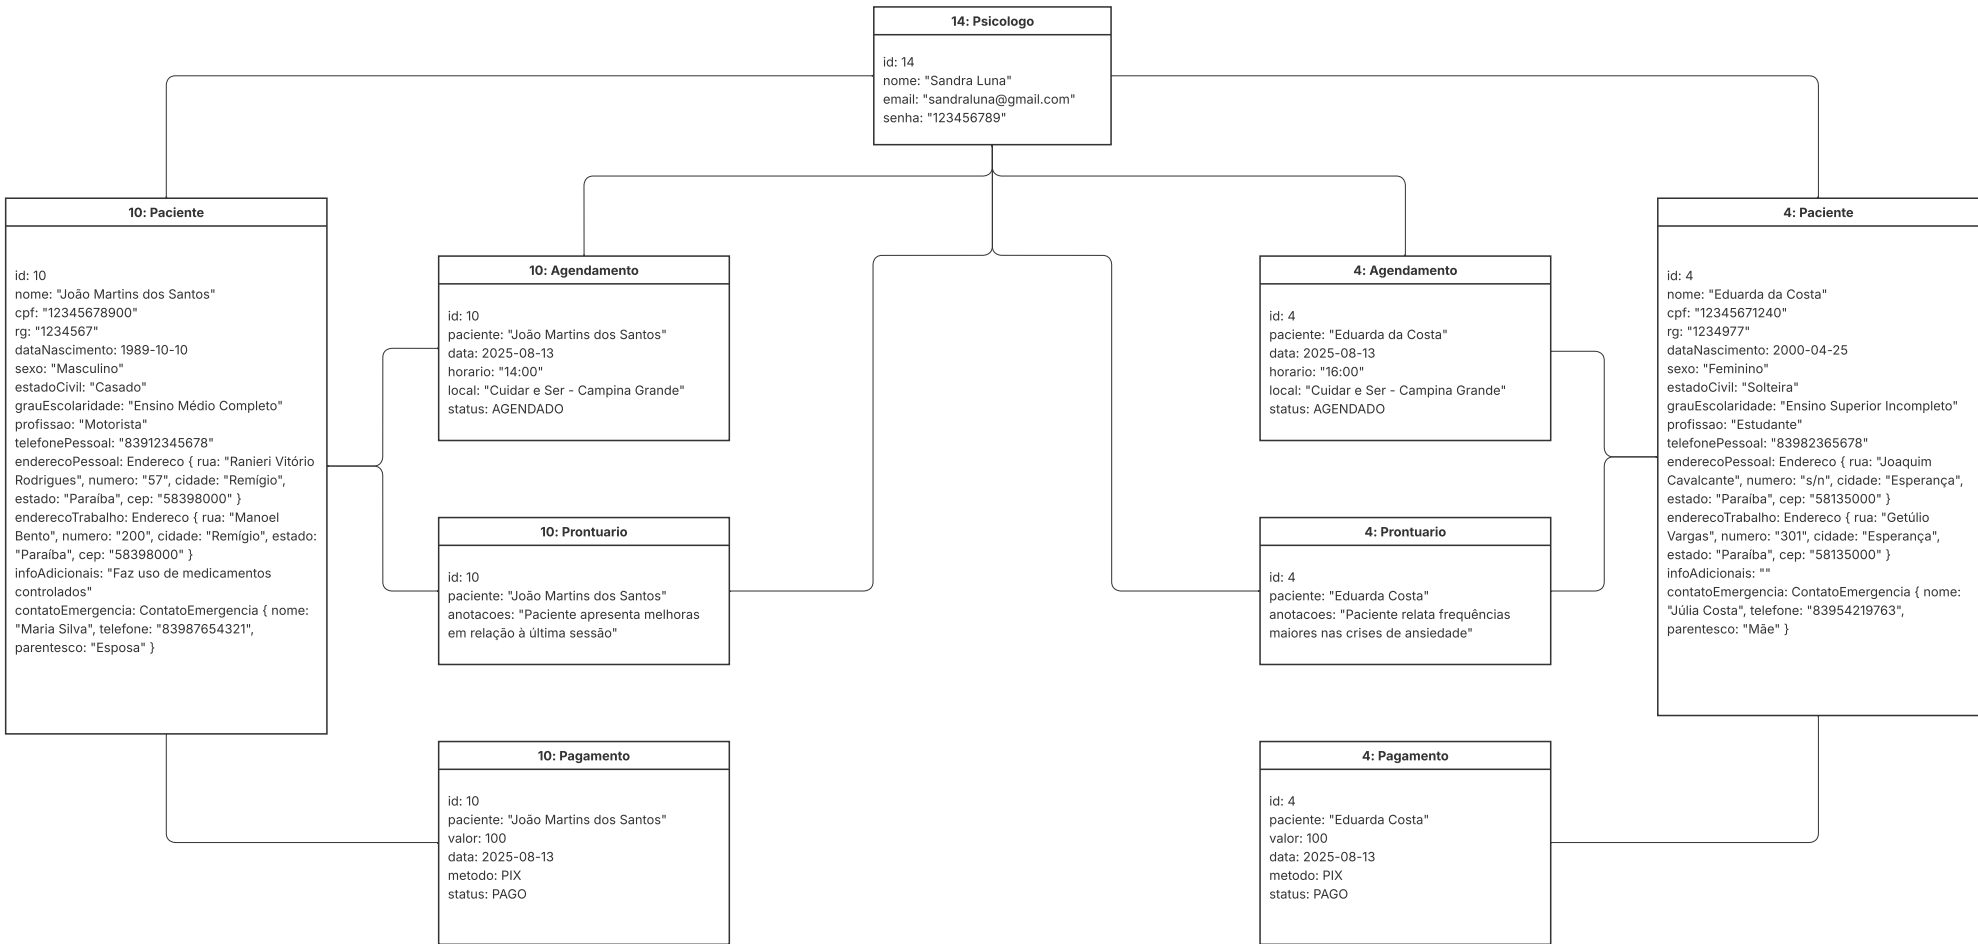 14: Psicologo
id: 14
nome: "Sandra Luna"
email: "sandraluna@gmail.com"
senha: "123456789"
10: Paciente
id: 10
nome: "João Martins dos Santos"
cpf: "12345678900"
rg: "1234567"
dataNascimento: 1989-10-10
sexo: "Masculino"
estadoCivil: "Casado"
grauEscolaridade: "Ensino Médio Completo"
profissao: "Motorista"
telefonePessoal: "83912345678"
enderecoPessoal: Endereco { rua: "Ranieri Vitório
Rodrigues", numero: "57", cidade: "Remígio",
estado: "Paraíba", cep: "58398000" }
enderecoTrabalho: Endereco { rua: "Manoel
Bento", numero: "200", cidade: "Remígio", estado:
"Paraíba", cep: "58398000" }
infoAdicionais: "Faz uso de medicamentos
controlados"
contatoEmergencia: ContatoEmergencia { nome:
"Maria Silva", telefone: "83987654321",
parentesco: "Esposa" }
10: Agendamento
id: 10
paciente: "João Martins dos Santos"
data: 2025-08-13
horario: "14:00"
local: "Cuidar e Ser - Campina Grande"
status: AGENDADO
10: Prontuario
id: 10
paciente: "João Martins dos Santos"
anotacoes: "Paciente apresenta melhoras
em relação à última sessão"
10: Pagamento
id: 10
paciente: "João Martins dos Santos"
valor: 100
data: 2025-08-13
metodo: PIX
status: PAGO
4: Agendamento
id: 4
paciente: "Eduarda da Costa"
data: 2025-08-13
horario: "16:00"
local: "Cuidar e Ser - Campina Grande"
status: AGENDADO
4: Prontuario
id: 4
paciente: "Eduarda Costa"
anotacoes: "Paciente relata frequências
maiores nas crises de ansiedade"
4: Pagamento
id: 4
paciente: "Eduarda Costa"
valor: 100
data: 2025-08-13
metodo: PIX
status: PAGO
4: Paciente
id: 4
nome: "Eduarda da Costa"
cpf: "12345671240"
rg: "1234977"
dataNascimento: 2000-04-25
sexo: "Feminino"
estadoCivil: "Solteira"
grauEscolaridade: "Ensino Superior Incompleto"
profissao: "Estudante"
telefonePessoal: "83982365678"
enderecoPessoal: Endereco { rua: "Joaquim
Cavalcante", numero: "s/n", cidade: "Esperança",
estado: "Paraíba", cep: "58135000" }
enderecoTrabalho: Endereco { rua: "Getúlio
Vargas", numero: "301", cidade: "Esperança",
estado: "Paraíba", cep: "58135000" }
infoAdicionais: ""
contatoEmergencia: ContatoEmergencia { nome:
"Júlia Costa", telefone: "83954219763",
parentesco: "Mãe" }